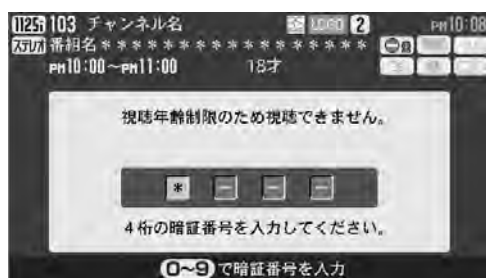 1125i 103 チャンネル名 LOGO 2 PM10:08
ステレオ 番組名＊＊＊＊＊＊＊＊＊＊＊＊＊
PM10:00～PM11:00 18才
視聴年齢制限のため視聴できません。
* － － －
4桁の暗証番号を入力してください。
0～9で暗証番号を入力